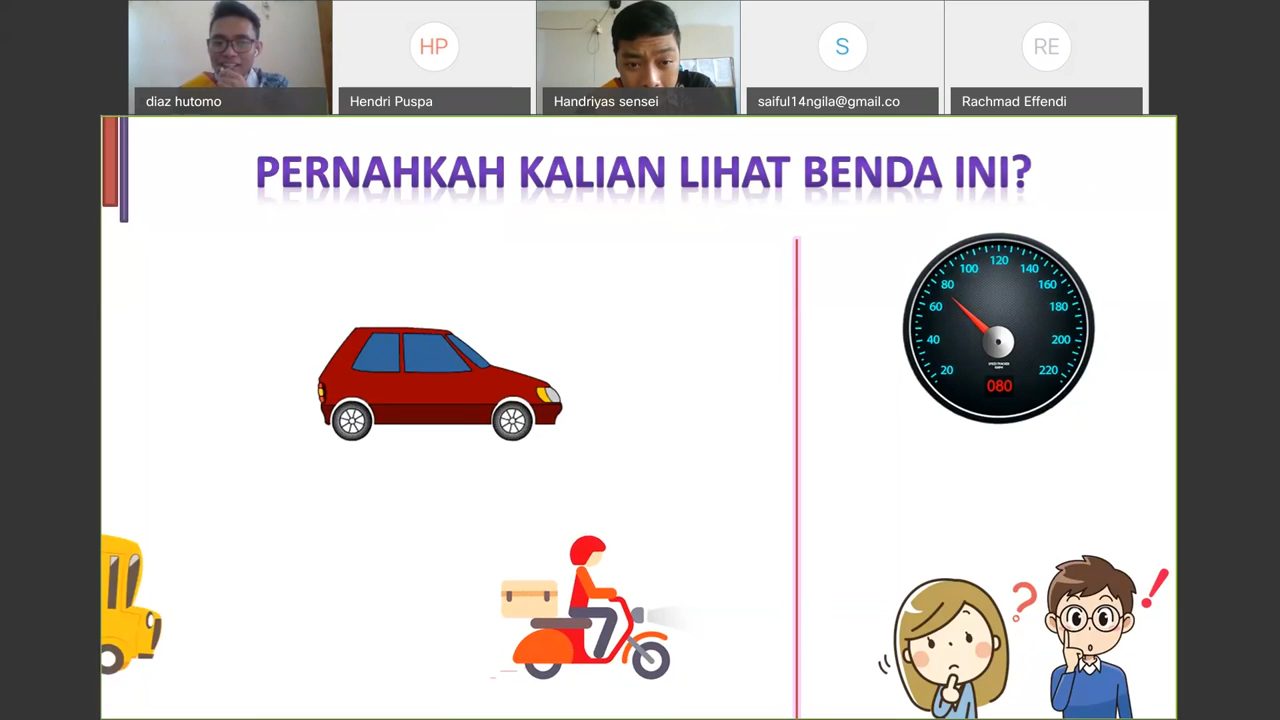 HP
S
RE
diaz hutomo
Hendri Puspa
Handriyas sensei
saiful14ngila@gmail.co
Rachmad Effendi
PERNAHKAH KALIAN LIHAT BENDA INI?
20
40
60
80
100
120
140
160
180
200
220
080
?
!